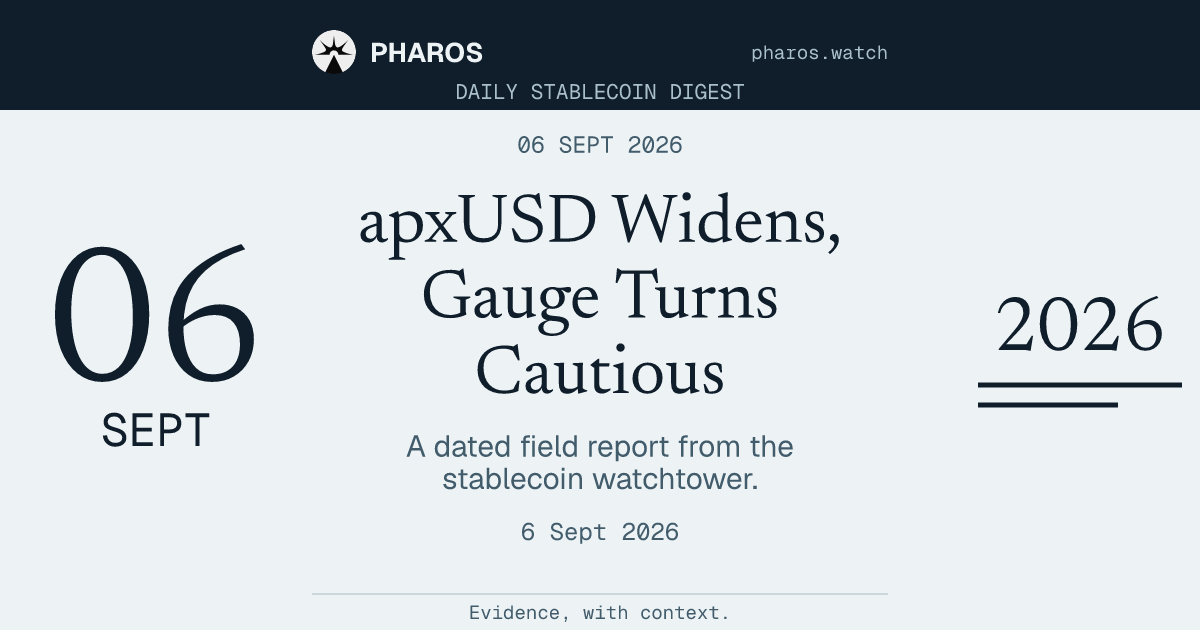 PHAROS
pharos.watch
DAILY STABLECOIN DIGEST
06 SEPT 2026
06
SEPT
apxUSD Widens,
Gauge Turns
Cautious
2026
A dated field report from the
stablecoin watchtower.
6 Sept 2026
Evidence, with context.